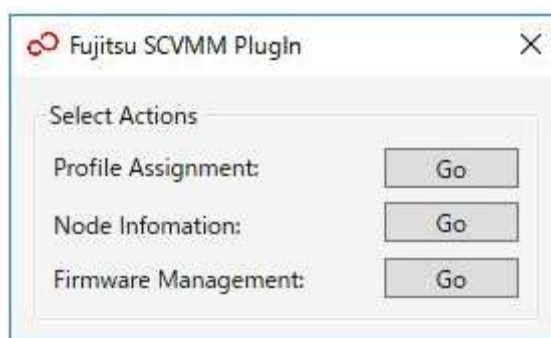 Fujitsu SCVMM PlugIn
Select Actions
Profile Assignment: Go
Node Infomation: Go
Firmware Management: Go